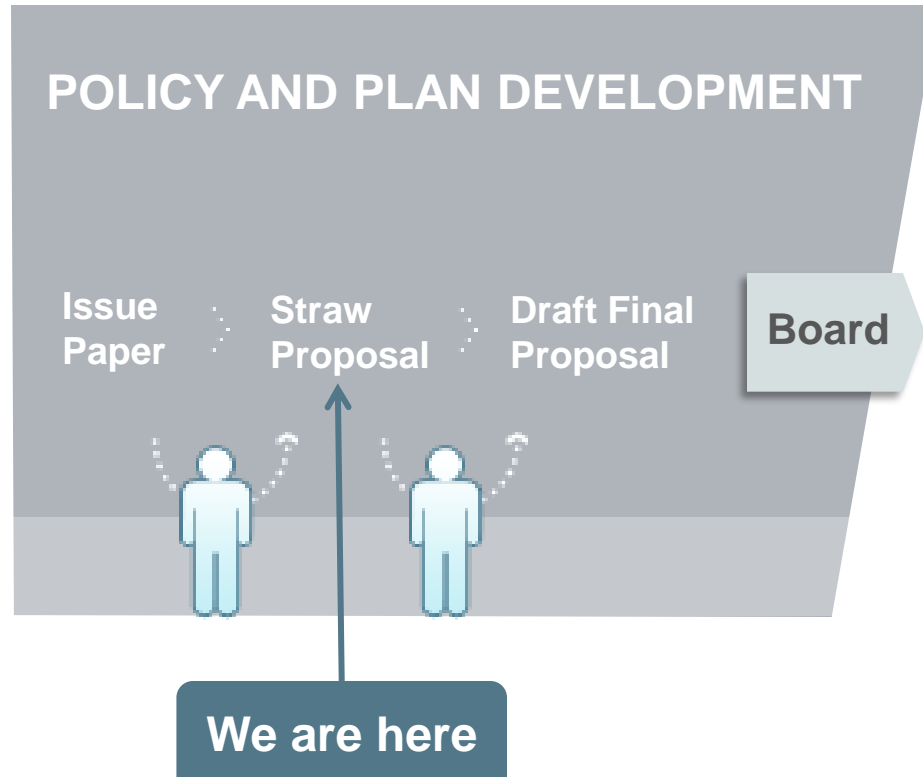 POLICY AND PLAN DEVELOPMENT
Issue
Paper
Straw
Proposal
Draft Final
Proposal
Board
We are here